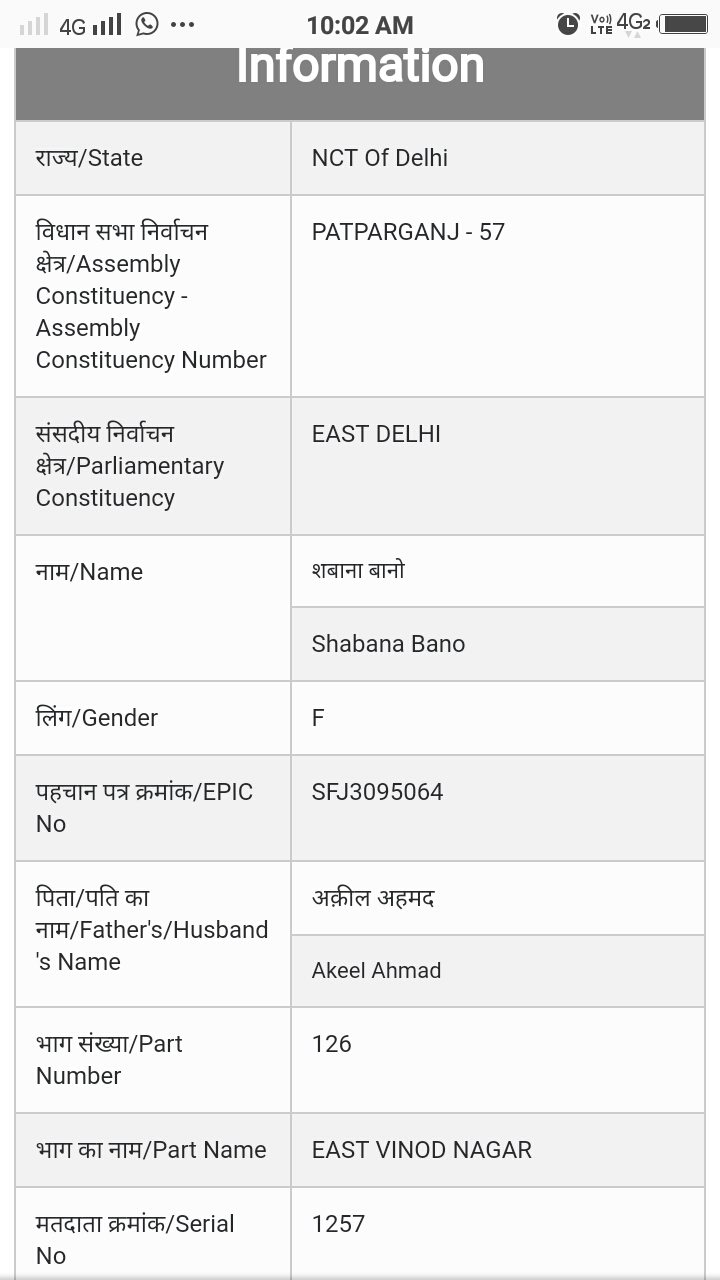 4G
10:02 AM
Vo)) LTE 4G2
Information
राज्य/State
NCT Of Delhi
विधान सभा निर्वाचन
क्षेत्र/Assembly
Constituency -
Assembly
Constituency Number
PATPARGANJ - 57
संसदीय निर्वाचन
क्षेत्र/Parliamentary
Constituency
EAST DELHI
नाम/Name
शबाना बानो
Shabana Bano
लिंग/Gender
F
पहचान पत्र क्रमांक/EPIC
No
SFJ3095064
पिता/पति का
नाम/Father's/Husband
's Name
अक़ील अहमद
Akeel Ahmad
भाग संख्या/Part
Number
126
भाग का नाम/Part Name
EAST VINOD NAGAR
मतदाता क्रमांक/Serial
No
1257